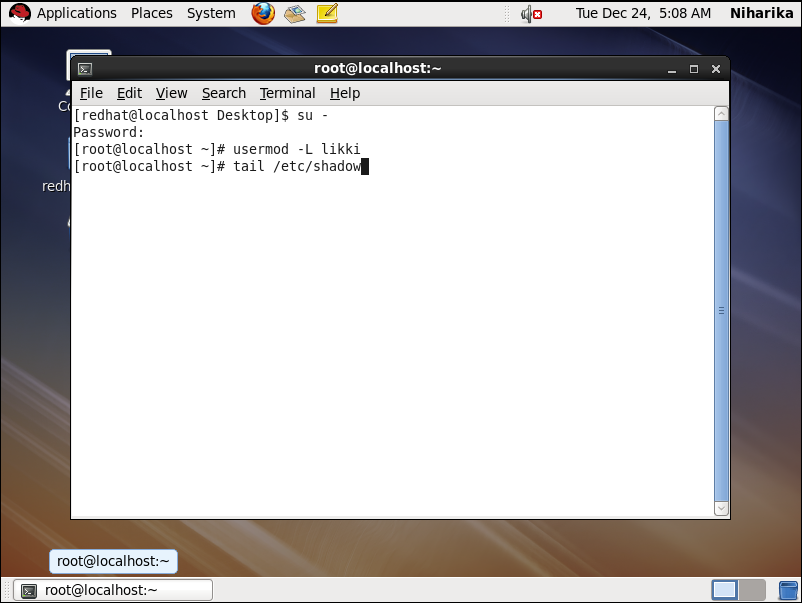 Applications Places System Tue Dec 24, 5:08 AM Niharika
root@localhost:~
File Edit View Search Terminal Help
[redhat@localhost Desktop]$ su -
Password:
[root@localhost ~]# usermod -L likki
[root@localhost ~]# tail /etc/shadow
redh
root@localhost:~
root@localhost:~